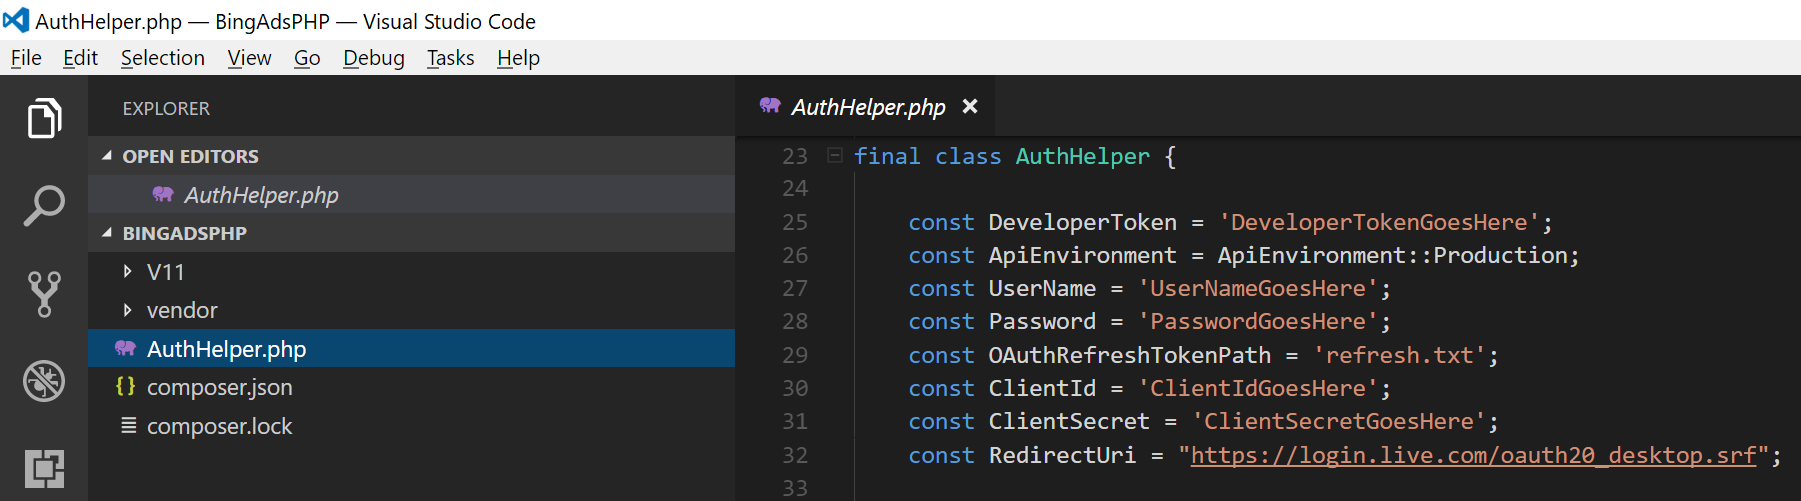 AuthHelper.php — BingAdsPHP — Visual Studio Code
File Edit Selection View Go Debug Tasks Help
EXPLORER
OPEN EDITORS
AuthHelper.php
BINGADSPHP
V11
vendor
AuthHelper.php
{} composer.json
composer.lock
AuthHelper.php ×
23 final class AuthHelper {
24
25 const DeveloperToken = 'DeveloperTokenGoesHere';
26 const ApiEnvironment = ApiEnvironment::Production;
27 const UserName = 'UserNameGoesHere';
28 const Password = 'PasswordGoesHere';
29 const OAuthRefreshTokenPath = 'refresh.txt';
30 const ClientId = 'ClientIdGoesHere';
31 const ClientSecret = 'ClientSecretGoesHere';
32 const RedirectUri = "https://login.live.com/oauth20_desktop.srf";
33